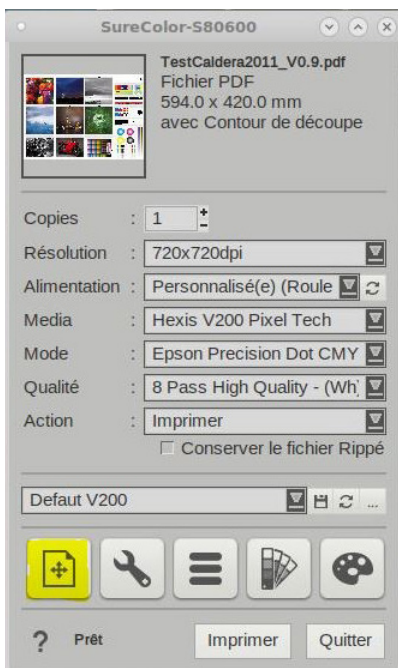 SureColor-S80600
TestCaldera2011_V0.9.pdf
Fichier PDF
594.0 x 420.0 mm
avec Contour de découpe
Copies : 1
Résolution : 720x720dpi
Alimentation : Personnalisé(e) (Roule
Media : Hexis V200 Pixel Tech
Mode : Epson Precision Dot CMY
Qualité : 8 Pass High Quality - (Wh)
Action : Imprimer
Conserver le fichier Rippé
Defaut V200
...
? Prêt Imprimer Quitter